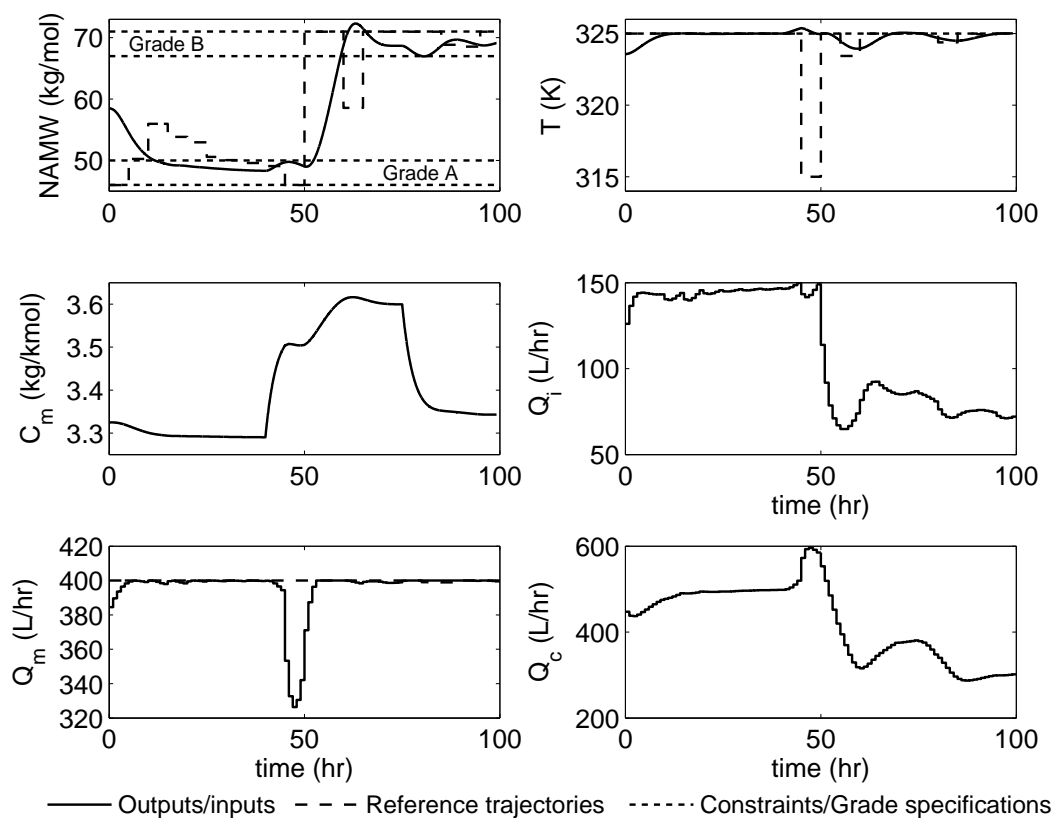 NAMW (kg/mol)
70
60
50
Grade B
Grade A
0
50
100
T (K)
325
320
315
0
50
100
C_m (kg/kmol)
3.6
3.5
3.4
3.3
0
50
100
Q_i (L/hr)
150
100
50
0
50
100
time (hr)
Q_m (L/hr)
420
400
380
360
340
320
0
50
100
time (hr)
Q_c (L/hr)
600
400
200
0
50
100
time (hr)
Outputs/inputs
Reference trajectories
Constraints/Grade specifications